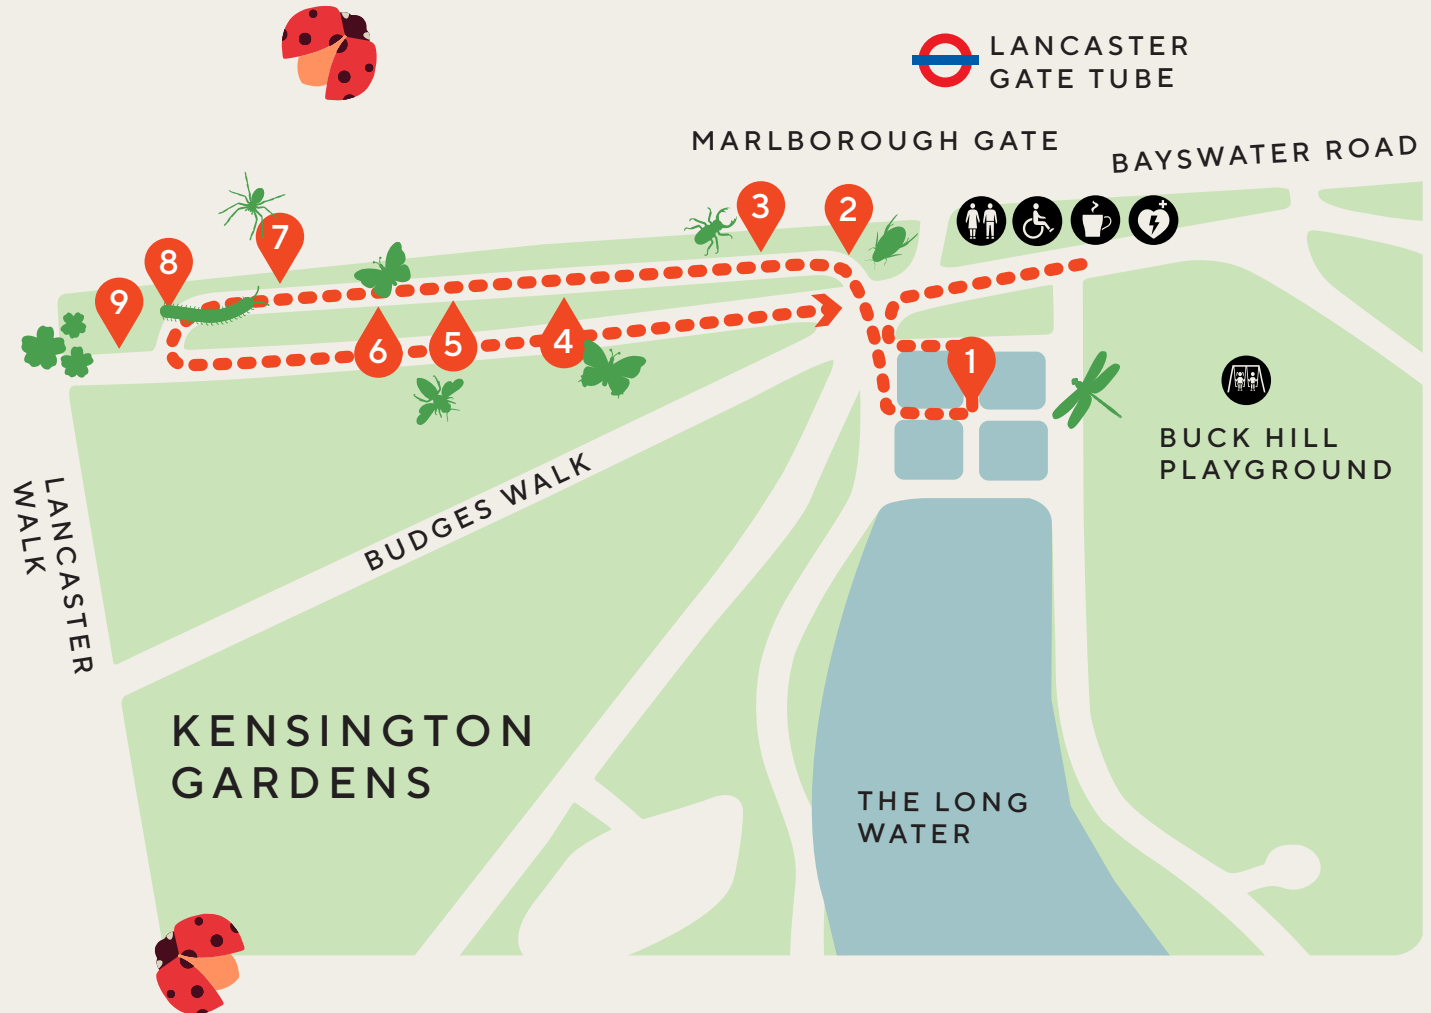 LANCASTER
GATE TUBE
MARLBOROUGH GATE
BAYSWATER ROAD
3
2
7
8
9
4
5
6
1
BUCK HILL
PLAYGROUND
BUDGES WALK
LANCASTER
WALK
KENSINGTON
GARDENS
THE LONG
WATER